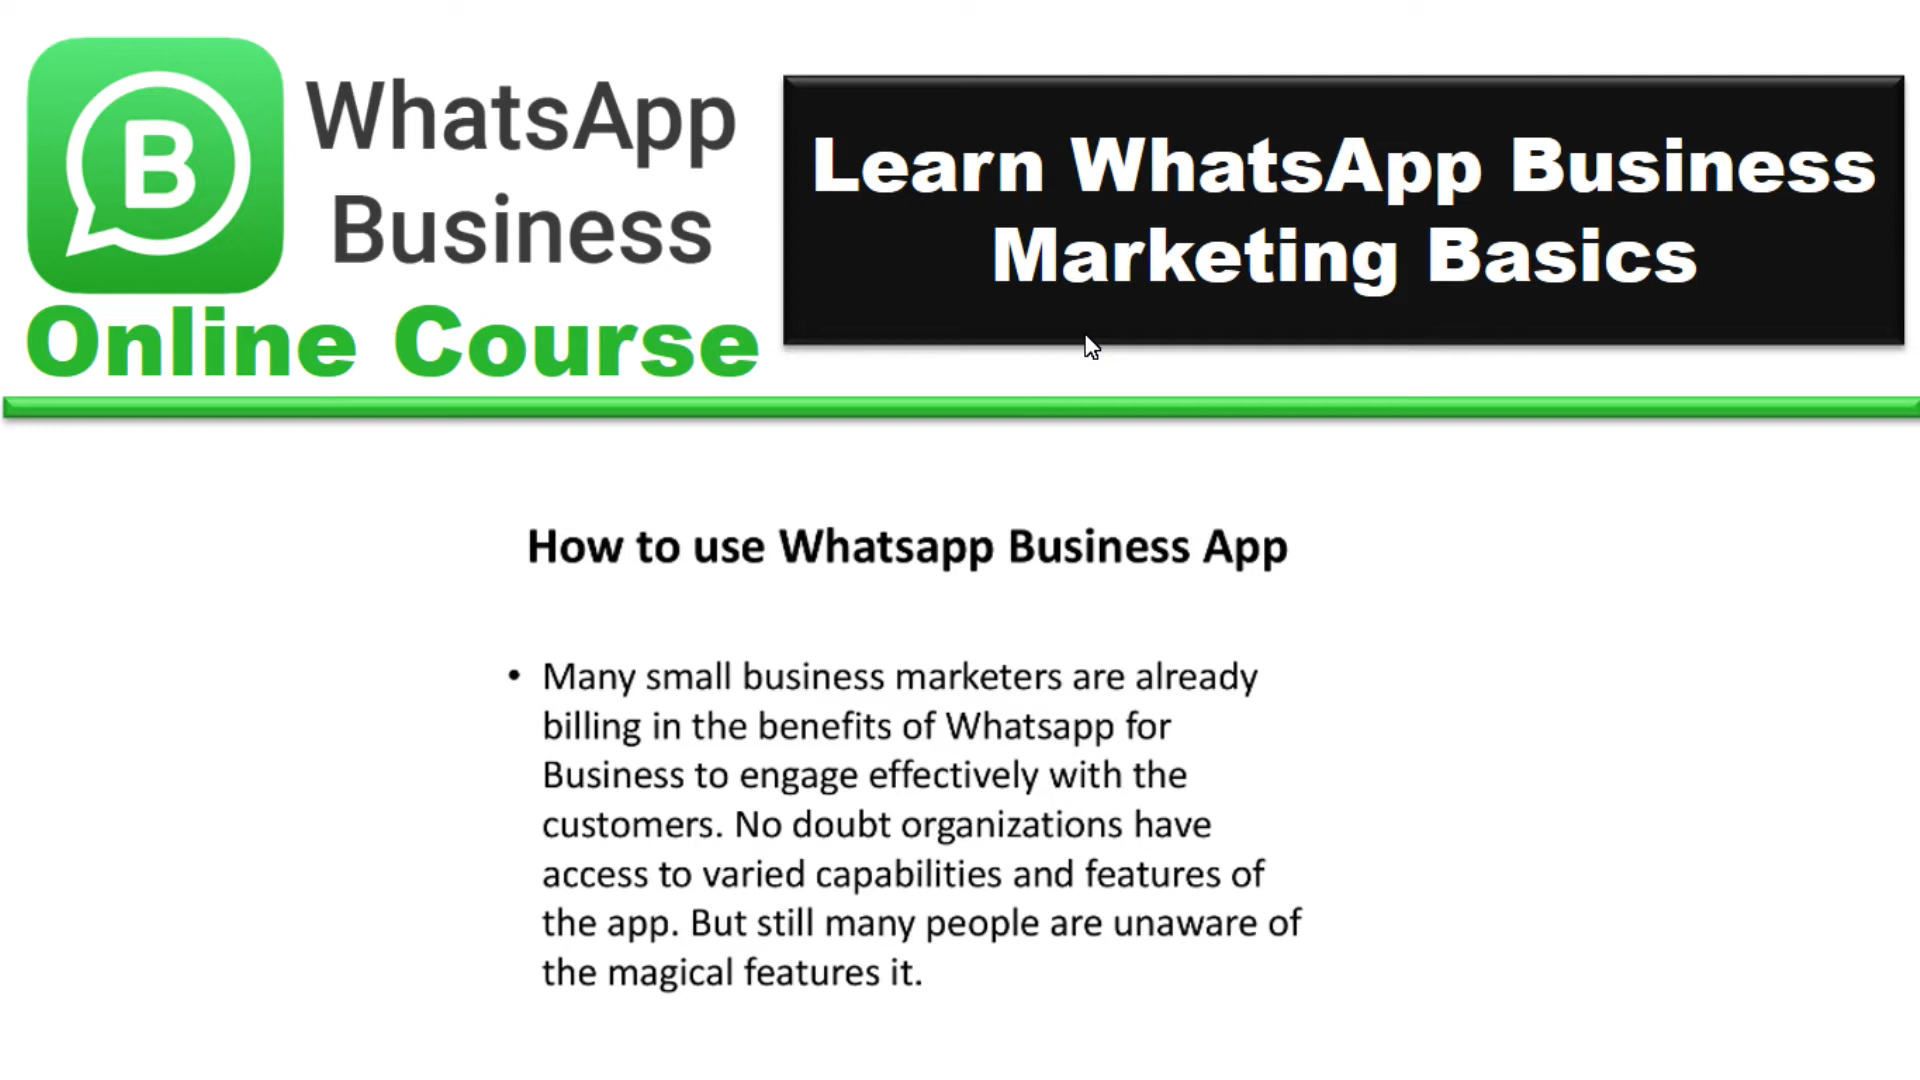 B
WhatsApp
Business
Online Course
Learn WhatsApp Business
Marketing Basics
How to use Whatsapp Business App
• Many small business marketers are already
billing in the benefits of Whatsapp for
Business to engage effectively with the
customers. No doubt organizations have
access to varied capabilities and features of
the app. But still many people are unaware of
the magical features it.